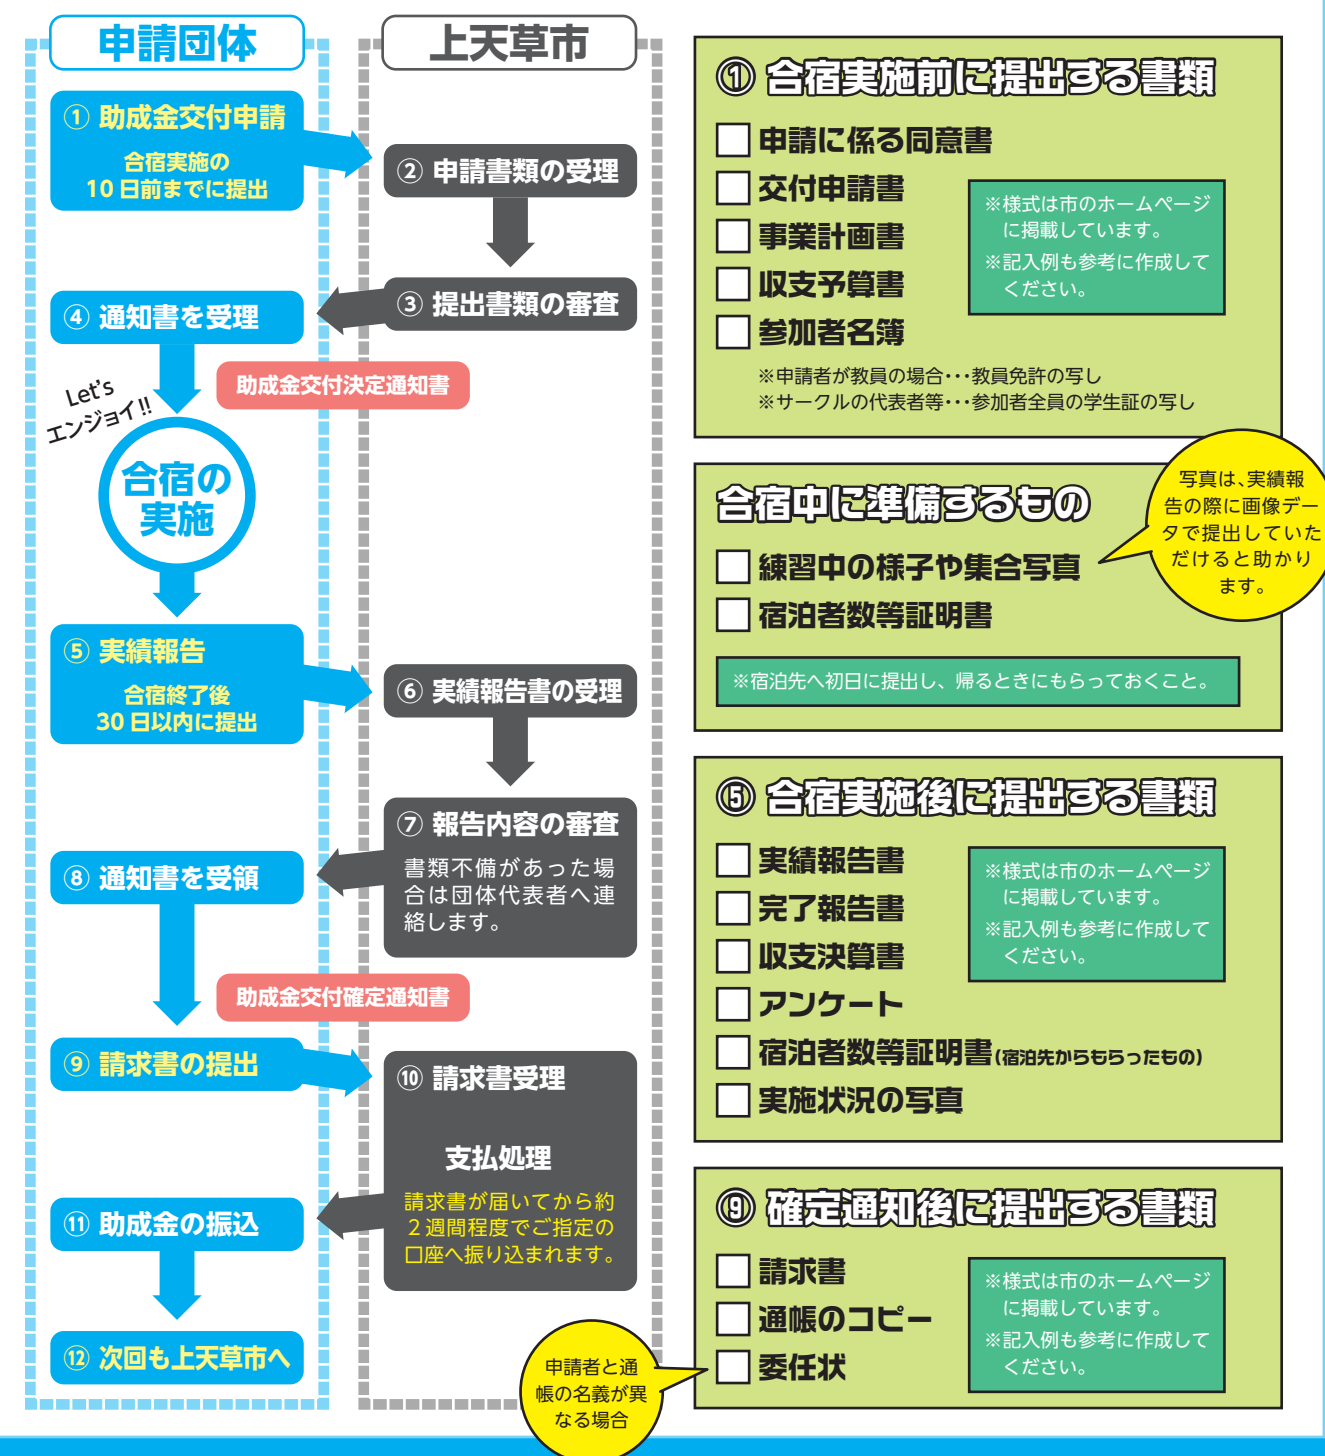 申請団体
上天草市
① 助成金交付申請
合宿実施の
10日前までに提出
② 申請書類の受理
③ 提出書類の審査
④ 通知書を受理
助成金交付決定通知書
Let's
エンジョイ!!
合宿の
実施
⑤ 実績報告
合宿終了後
30日以内に提出
⑥ 実績報告書の受理
⑦ 報告内容の審査
書類不備があった場
合は団体代表者へ連
絡します。
⑧ 通知書を受領
助成金交付確定通知書
⑨ 請求書の提出
⑩ 請求書受理
支払処理
請求書が届いてから約
2週間程度でご指定の
口座へ振り込まれます。
⑪ 助成金の振込
⑫ 次回も上天草市へ
① 合宿実施前に提出する書類
申請に係る同意書
交付申請書
事業計画書
収支予算書
参加者名簿
※様式は市のホームページ
に掲載しています。
※記入例も参考に作成して
ください。
※申請者が教員の場合･･･教員免許の写し
※サークルの代表者等･･･参加者全員の学生証の写し
合宿中に準備するもの
練習中の様子や集合写真
宿泊者数等証明書
写真は、実績報
告の際に画像デー
タで提出していた
だけると助かり
ます。
※宿泊先へ初日に提出し、帰るときにもらっておくこと。
⑤ 合宿実施後に提出する書類
実績報告書
完了報告書
収支決算書
アンケート
宿泊者数等証明書(宿泊先からもらったもの)
実施状況の写真
※様式は市のホームページ
に掲載しています。
※記入例も参考に作成して
ください。
⑨ 確定通知後に提出する書類
請求書
通帳のコピー
委任状
※様式は市のホームページ
に掲載しています。
※記入例も参考に作成して
ください。
申請者と通
帳の名義が異
なる場合